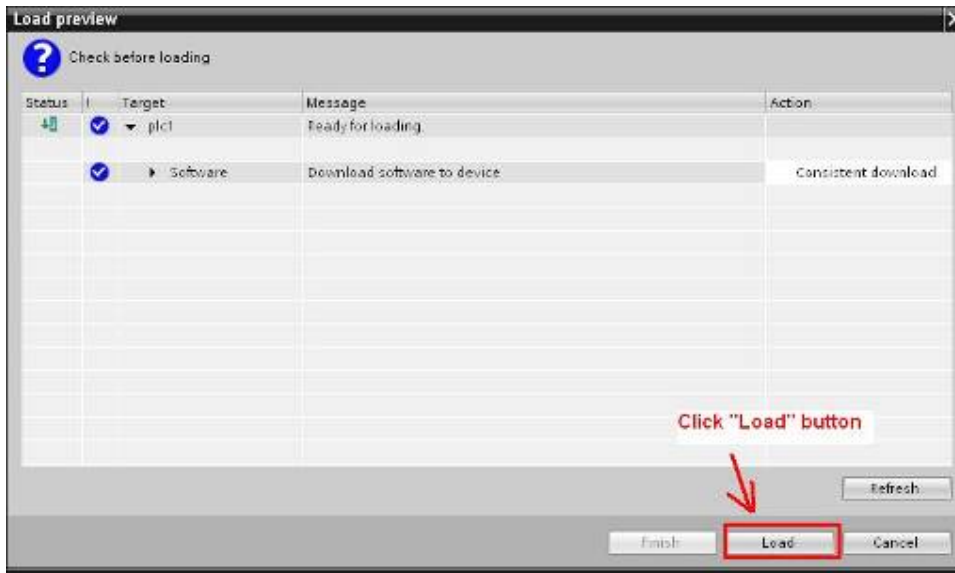 Load preview
Check before loading
Status ! Target Message Action
plc1 Ready for loading.
Software Download software to device Consistent download
Click "Load" button
Refresh
Finish Load Cancel